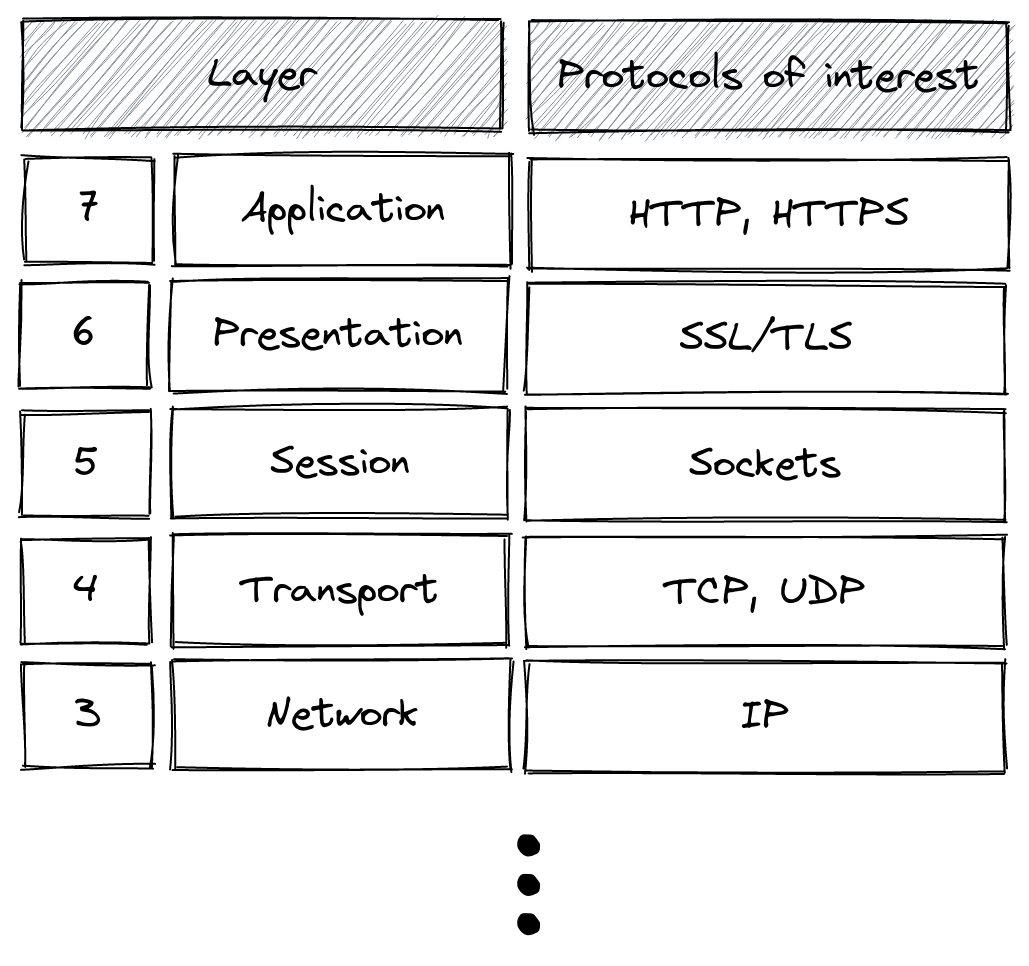 Layer Protocols of interest
7 Application HTTP, HTTPS
6 Presentation SSL/TLS
5 Session Sockets
4 Transport TCP, UDP
3 Network IP